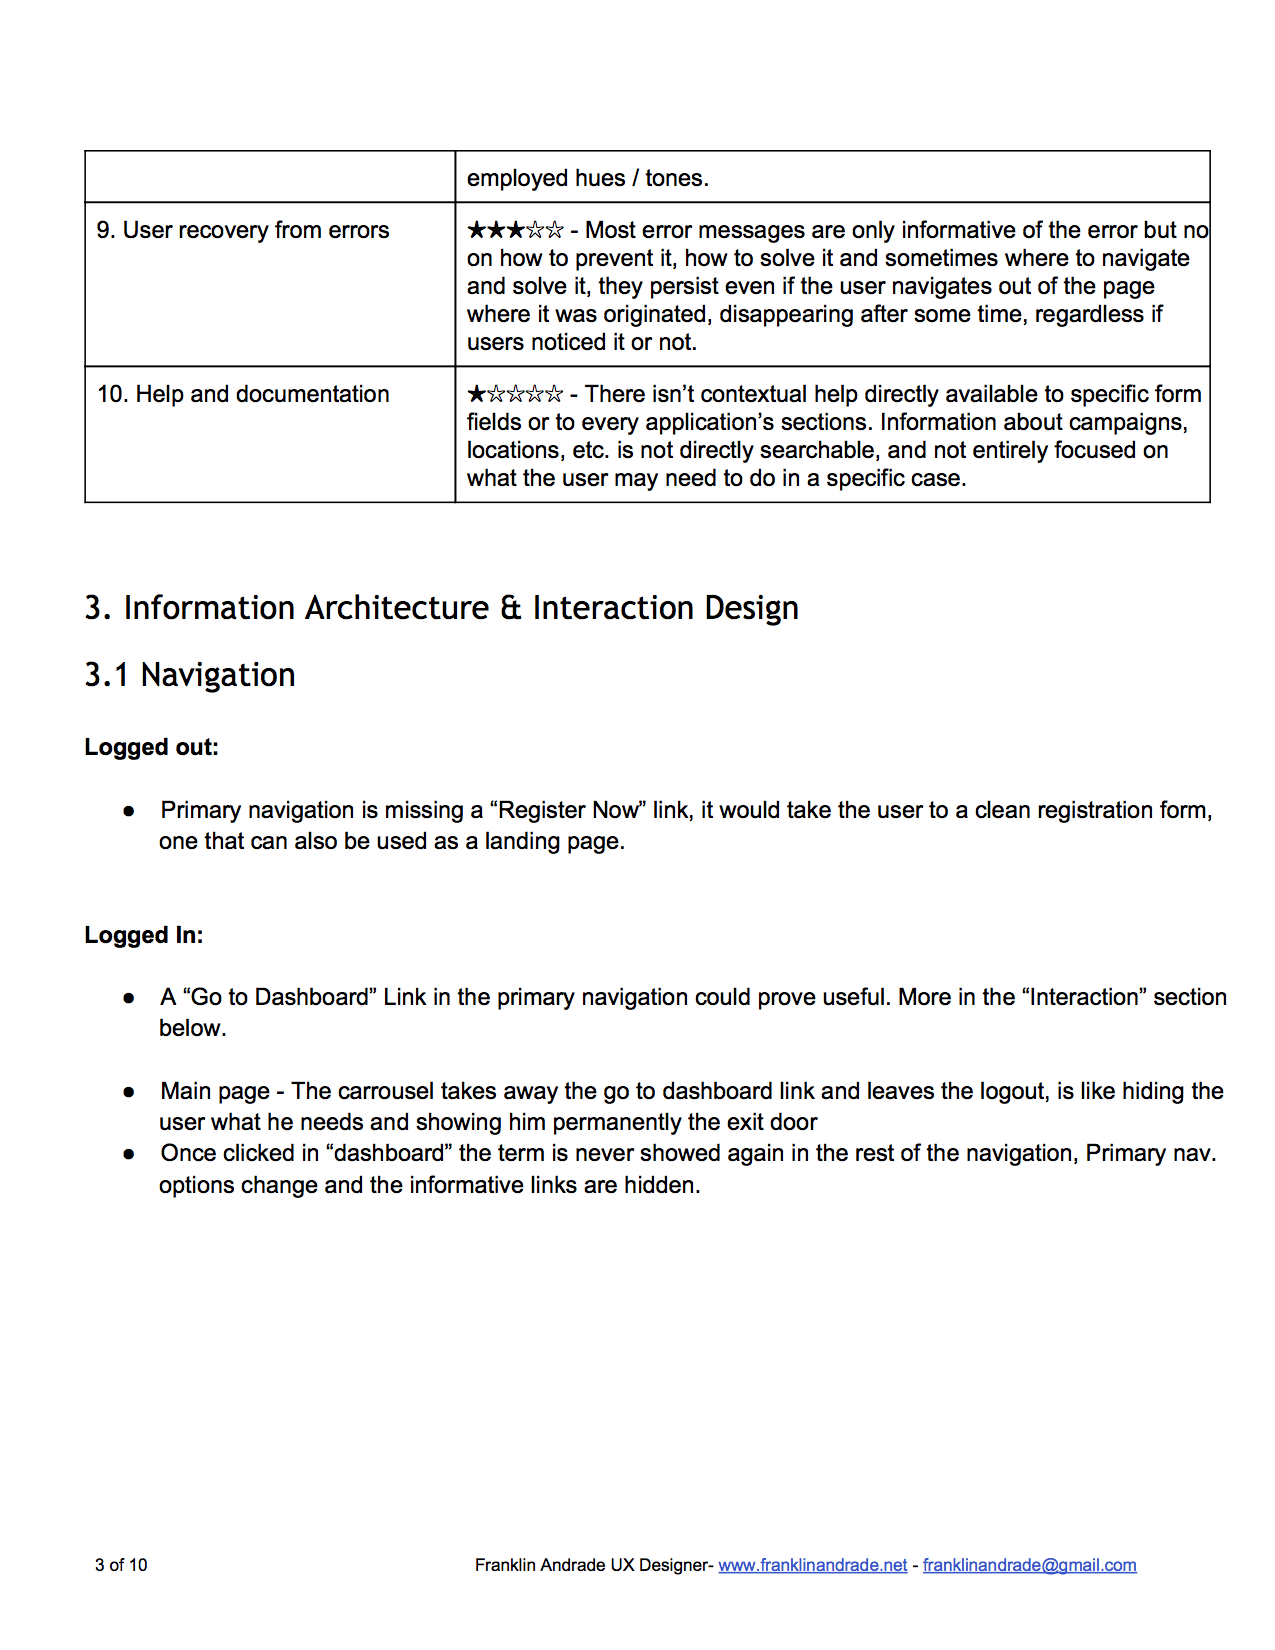 employed hues / tones.
9. User recovery from errors
★★★☆☆ - Most error messages are only informative of the error but no
on how to prevent it, how to solve it and sometimes where to navigate
and solve it, they persist even if the user navigates out of the page
where it was originated, disappearing after some time, regardless if
users noticed it or not.
10. Help and documentation
★☆☆☆☆ - There isn’t contextual help directly available to specific form
fields or to every application’s sections. Information about campaigns,
locations, etc. is not directly searchable, and not entirely focused on
what the user may need to do in a specific case.
3. Information Architecture & Interaction Design
3.1 Navigation
Logged out:
● Primary navigation is missing a “Register Now” link, it would take the user to a clean registration form,
one that can also be used as a landing page.
Logged In:
● A “Go to Dashboard” Link in the primary navigation could prove useful. More in the “Interaction” section
below.
● Main page - The carrousel takes away the go to dashboard link and leaves the logout, is like hiding the
user what he needs and showing him permanently the exit door
● Once clicked in “dashboard” the term is never showed again in the rest of the navigation, Primary nav.
options change and the informative links are hidden.
3 of 10
Franklin Andrade UX Designer- www.franklinandrade.net - franklinandrade@gmail.com